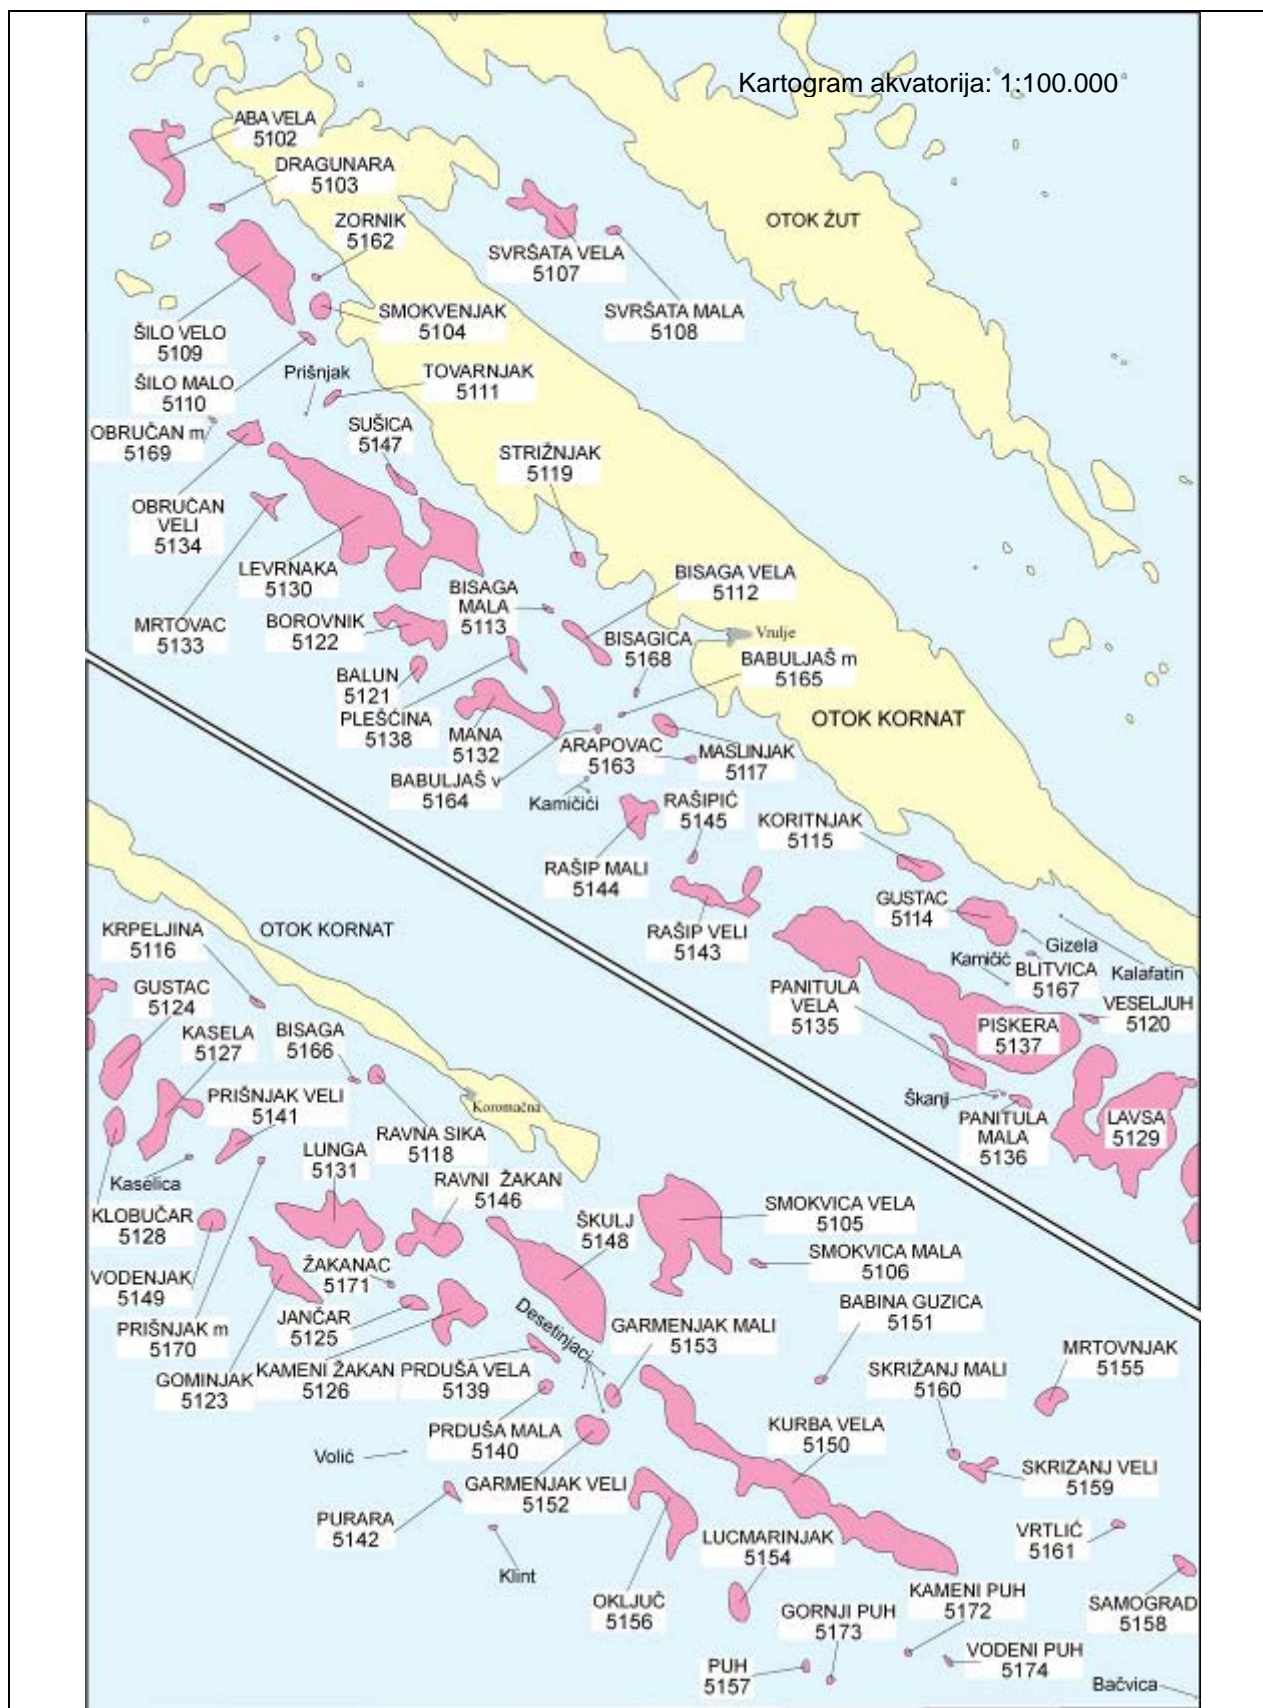 Kartogram akvatorija: 1:100.000
ABA VELA
5102
DRAGUNARA
5103
ZORNIK
5162
OTOK ŽUT
SVRŠATA VELA
5107
SVRŠATA MALA
5108
SMOKVENJAK
5104
ŠILO VELO
5109
ŠILO MALO
5110
Prišnjak
TOVARNJAK
5111
OBRUČAN m
5169
SUŠICA
5147
STRIŽNJAK
5119
OBRUČAN
VELI
5134
LEVRNAKA
5130
BISAGA VELA
5112
BISAGA
MALA
5113
MRTOVAC
5133
BOROVNIK
5122
BISAGICA
5168
Vrulje
BALUN
5121
BABULJAŠ m
5165
PLEŠĆINA
5138
MANA
5132
OTOK KORNAT
ARAPOVAC
5163
MASLINJAK
5117
BABULJAŠ v
5164
Kamičići
RAŠIPIĆ
5145
KORITNJAK
5115
RAŠIP MALI
5144
GUSTAC
5114
RAŠIP VELI
5143
Gizela
Kamičić
BLITVICA
5167
Kalafatin
PANITULA
VELA
5135
VESELJUH
5120
PIŠKERA
5137
Škanji
PANITULA
MALA
5136
LAVSA
5129
KRPELJINA
5116
OTOK KORNAT
GUSTAC
5124
KASELA
5127
BISAGA
5166
PRIŠNJAK VELI
5141
Koromačna
RAVNA SIKA
5118
LUNGA
5131
RAVNI ŽAKAN
5146
Kaselica
KLOBUČAR
5128
ŠKULJ
5148
SMOKVICA VELA
5105
SMOKVICA MALA
5106
ŽAKANAC
5171
VODENJAK
5149
BABINA GUZICA
5151
JANČAR
5125
Desetinjaci
GARMENJAK MALI
5153
PRIŠNJAK m
5170
MRTOVNJAK
5155
SKRIŽANJ MALI
5160
GOMINJAK
5123
KAMENI ŽAKAN
5126
PRDUŠA VELA
5139
PRDUŠA MALA
5140
KURBA VELA
5150
Volić
SKRIŽANJ VELI
5159
GARMENJAK VELI
5152
PURARA
5142
VRTLIĆ
5161
LUCMARINJAK
5154
Klint
OKLJUČ
5156
KAMENI PUH
5172
SAMOGRAD
5158
GORNJI PUH
5173
VODENI PUH
5174
PUH
5157
Bačvica